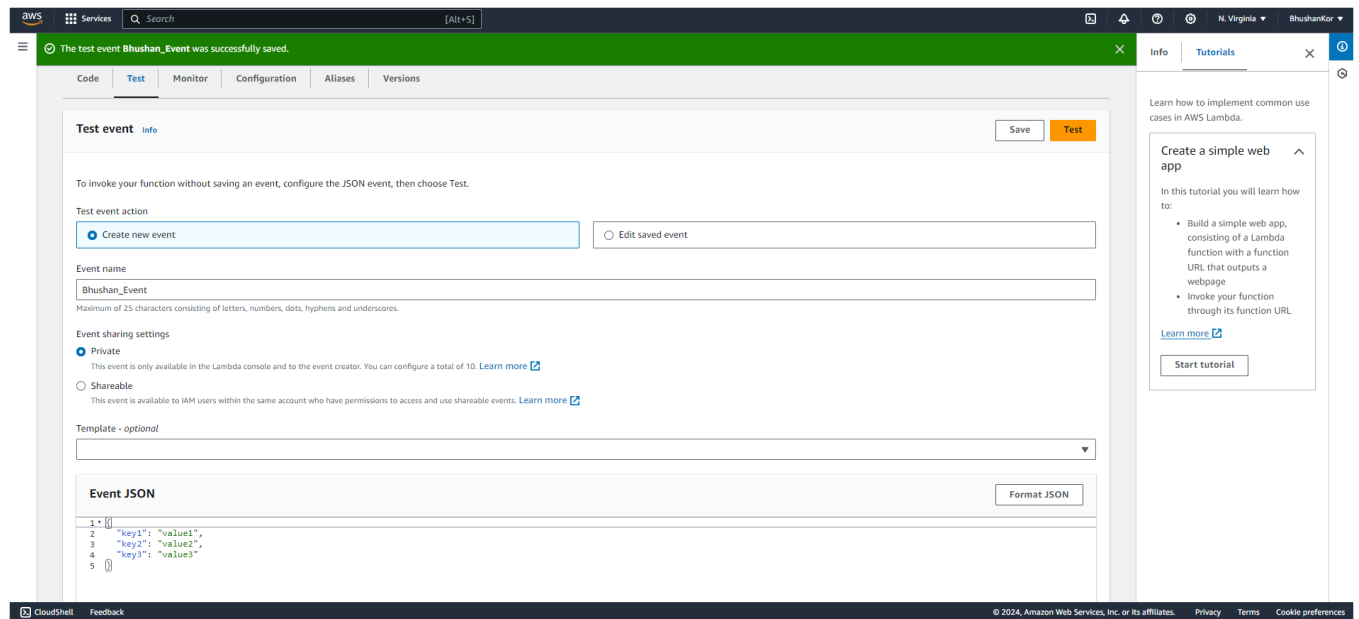 aws Services Search [Alt+S] N. Virginia BhushanKor
The test event Bhushan_Event was successfully saved.
Info Tutorials
Code Test Monitor Configuration Aliases Versions
Test event Info Save Test
To invoke your function without saving an event, configure the JSON event, then choose Test.
Test event action
Create new event Edit saved event
Event name
Bhushan_Event
Maximum of 25 characters consisting of letters, numbers, dots, hyphens and underscores.
Event sharing settings
Private
This event is only available in the Lambda console and to the event creator. You can configure a total of 10. Learn more
Shareable
This event is available to IAM users within the same account who have permissions to access and use shareable events. Learn more
Template - optional
Event JSON Format JSON
1 {
2 "key1": "value1",
3 "key2": "value2",
4 "key3": "value3"
5 }
Learn how to implement common use
cases in AWS Lambda.
Create a simple web
app
In this tutorial you will learn how
to:
• Build a simple web app,
consisting of a Lambda
function with a function
URL that outputs a
webpage
• Invoke your function
through its function URL
Learn more
Start tutorial
CloudShell Feedback © 2024, Amazon Web Services, Inc. or its affiliates. Privacy Terms Cookie preferences